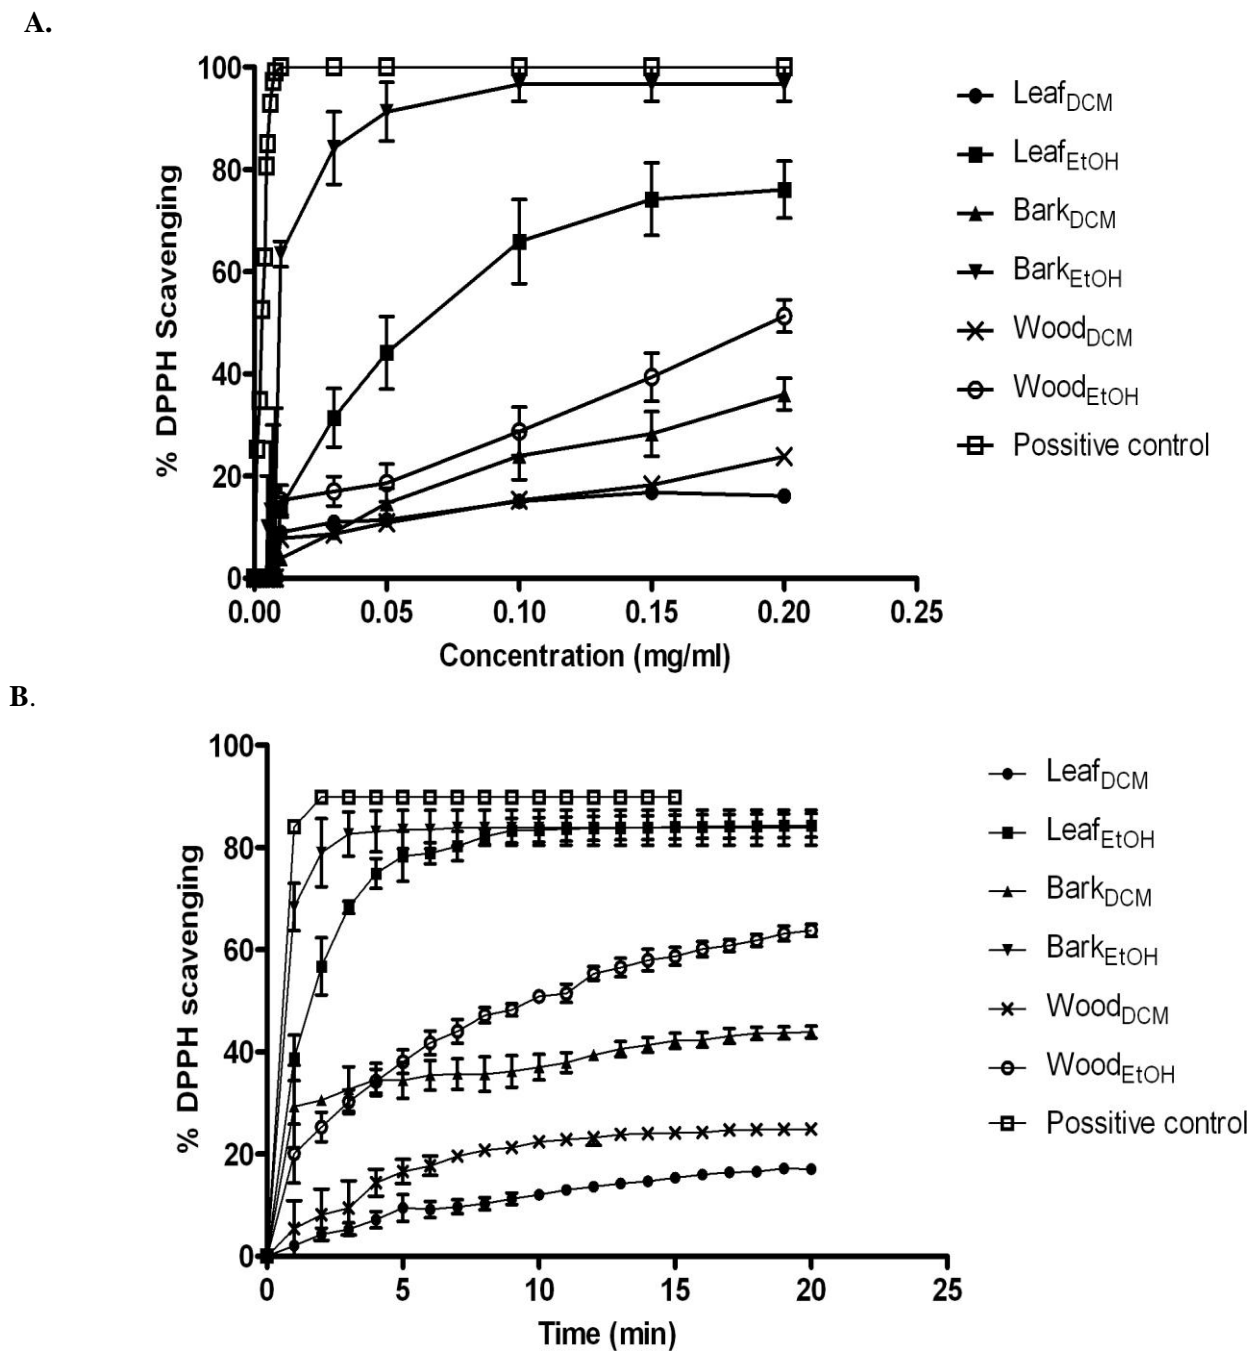 A.
% DPPH Scavenging
100
80
60
40
20
0
0.00 0.05 0.10 0.15 0.20 0.25
Concentration (mg/ml)
LeafDCM
LeafEtOH
BarkDCM
BarkEtOH
WoodDCM
WoodEtOH
Possitive control
B.
% DPPH scavenging
100
80
60
40
20
0
0 5 10 15 20 25
Time (min)
LeafDCM
LeafEtOH
BarkDCM
BarkEtOH
WoodDCM
WoodEtOH
Possitive control